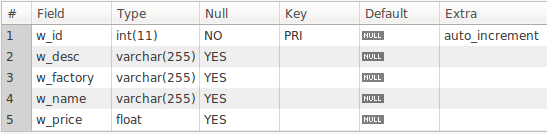 # Field Type Null Key Default Extra
1 w_id int(11) NO PRI NULL auto_increment
2 w_desc varchar(255) YES NULL
3 w_factory varchar(255) YES NULL
4 w_name varchar(255) YES NULL
5 w_price float YES NULL